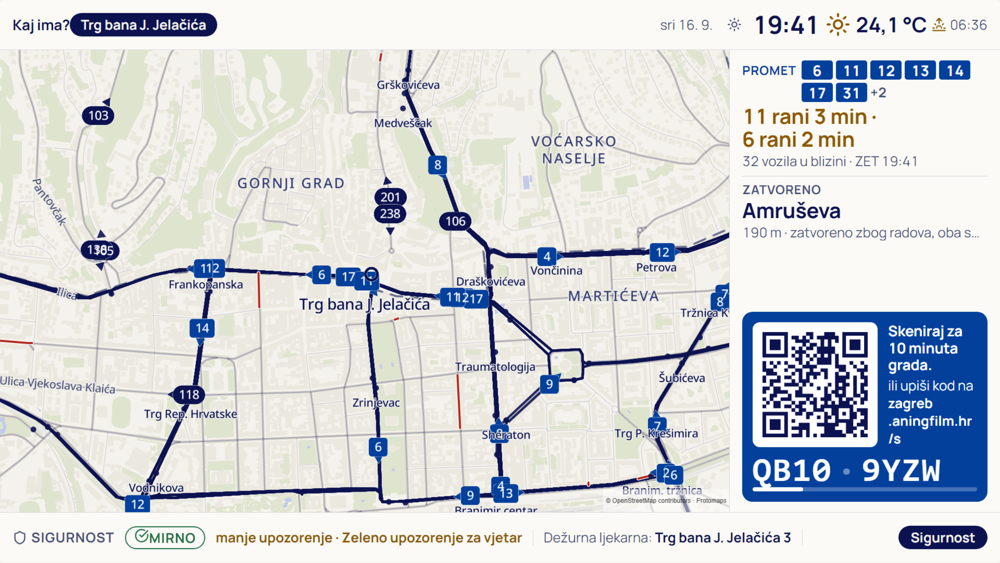 Kaj ima?
Trg bana J. Jelačića
sri 16. 9.
19:41
24,1 °C
06:36
Grškovićeva
103
Medveščak
VOĆARSKO
NASELJE
8
GORNJI GRAD
Pantovčak
201
238
106
138
4
12
Vončinina
Petrova
112
Frankopanska
6
17
11
Draškovićeva
Ilica
Trg bana J. Jelačića
11
12
17
MARTIĆEVA
7
8
14
Traumatologija
Šubićeva
Ulica Vjekoslava Klaića
9
118
Zrinjevac
Trg Rep. Hrvatske
7
8
Sheraton
Trg P. Krešimira
6
26
4
13
9
Vodnikova
12
Branim. tržnica
© OpenStreetMap contributors · Protomaps
Branimir centar
PROMET 6 11 12 13 14
17 31 +2
11 rani 3 min ·
6 rani 2 min
32 vozila u blizini · ZET 19:41
ZATVORENO
Amruševa
190 m · zatvoreno zbog radova, oba s...
Skeniraj za
10 minuta
grada.
ili upiši kod na
zagreb
.aningfilm.hr
/s
QB10 · 9YZW
SIGURNOST
MIRNO
manje upozorenje · Zeleno upozorenje za vjetar
Dežurna ljekarna: Trg bana J. Jelačića 3
Sigurnost